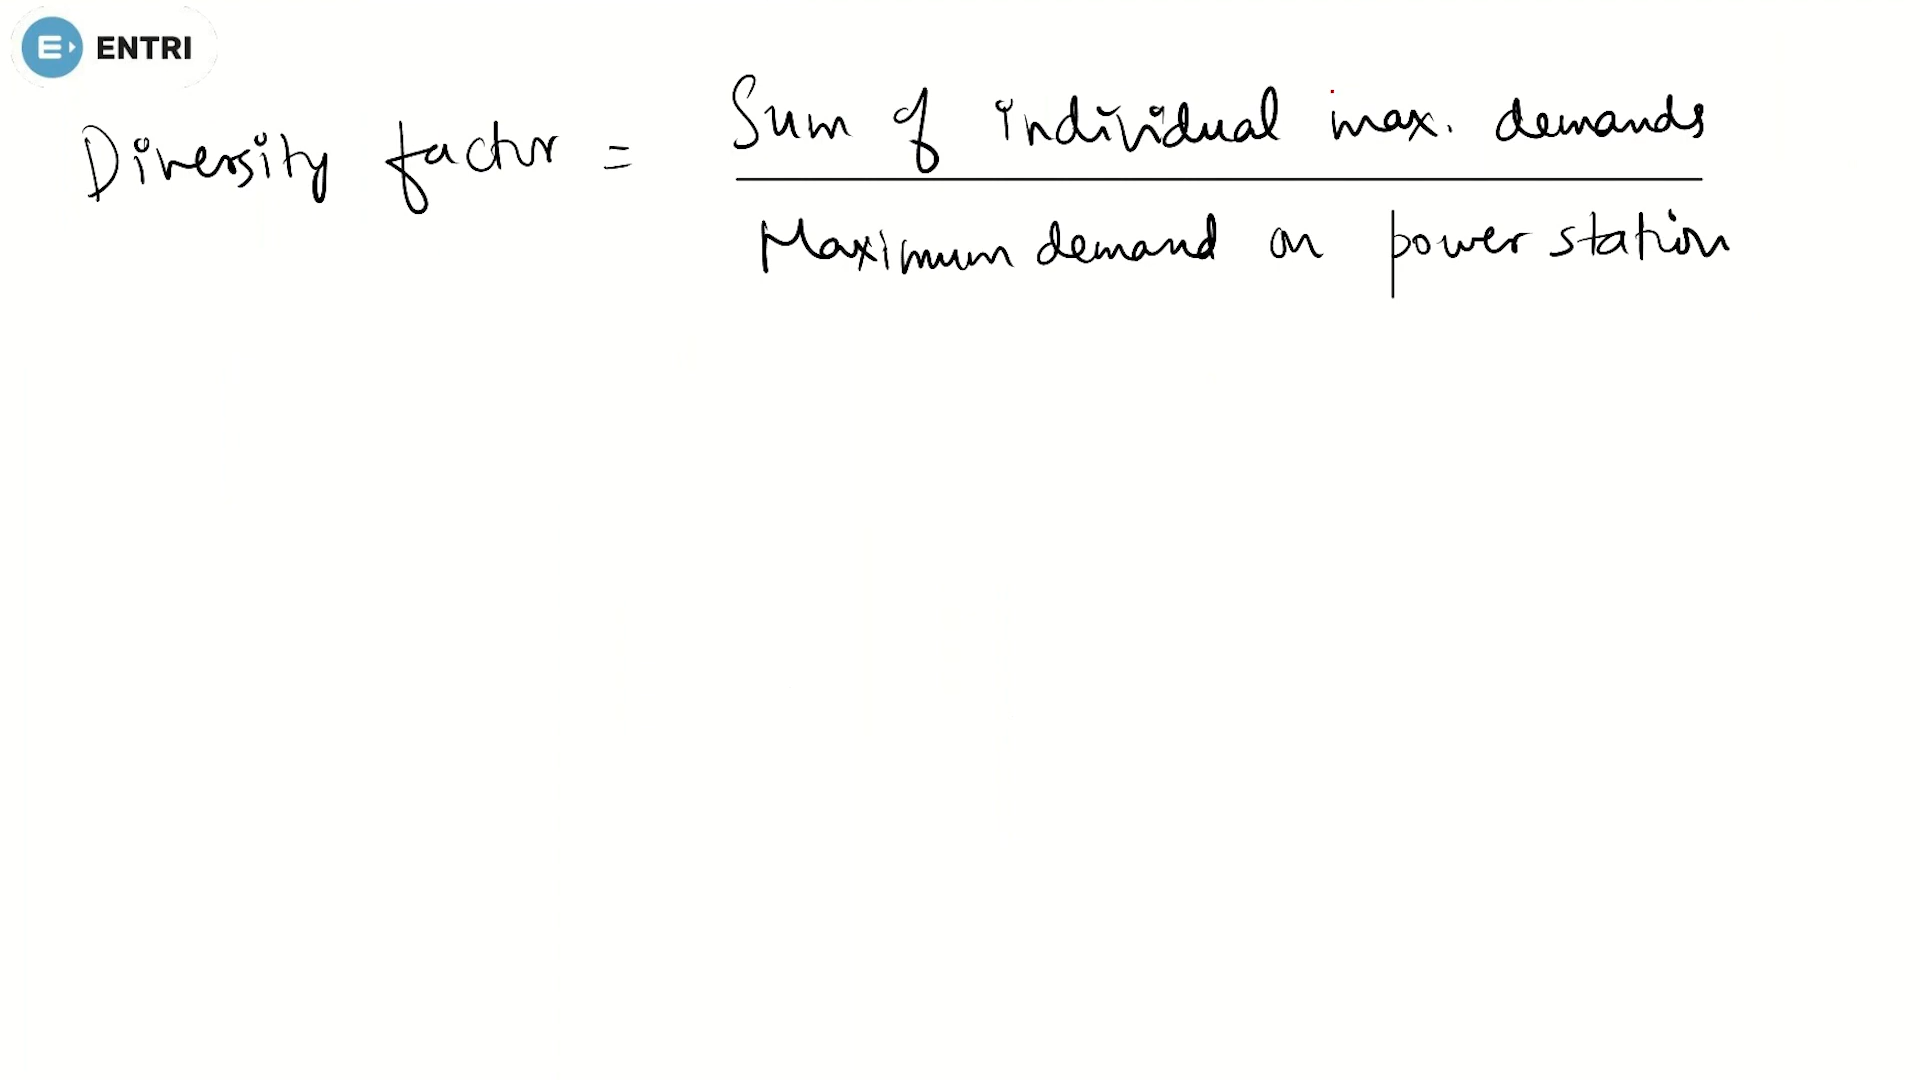 ENTRI
Diversity factor = Sum of individual max. demands
Maximum demand on power station